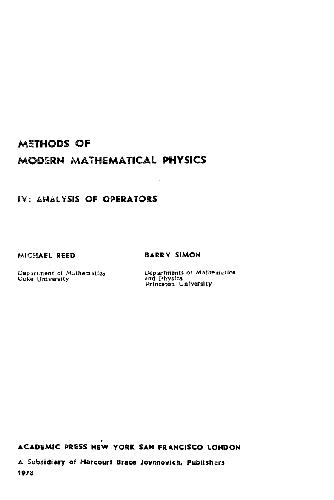 METHODS OF
MODERN MATHEMATICAL PHYSICS
IV: ANALYSIS OF OPERATORS
MICHAEL REED
Department of Mathematics
Duke University
BARRY SIMON
Departments of Mathematics
and Physics
Princeton University
ACADEMIC PRESS NEW YORK SAN FRANCISCO LONDON
A Subsidiary of Harcourt Brace Jovanovich, Publishers
1978